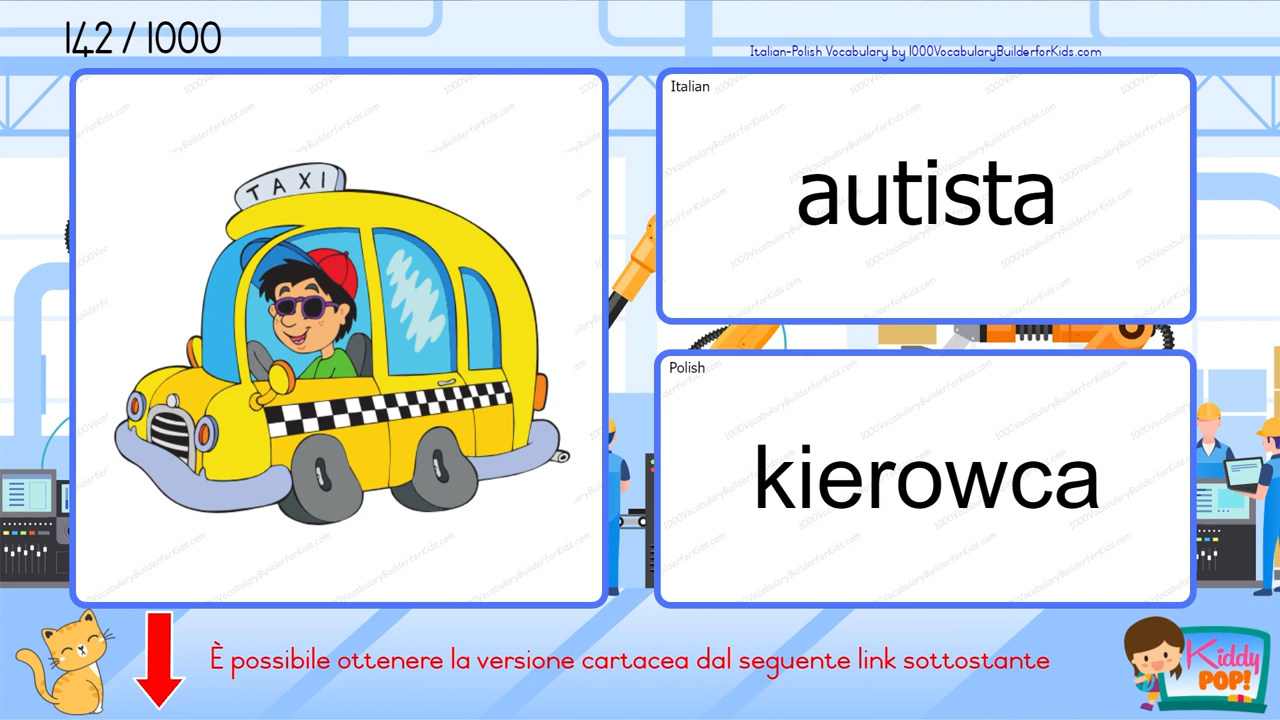 142 / 1000
Italian-Polish Vocabulary by 1000VocabularyBuilderforKids.com
TAXI
Italian
autista
Polish
kierowca
È possibile ottenere la versione cartacea dal seguente link sottostante
Kiddy
POP!